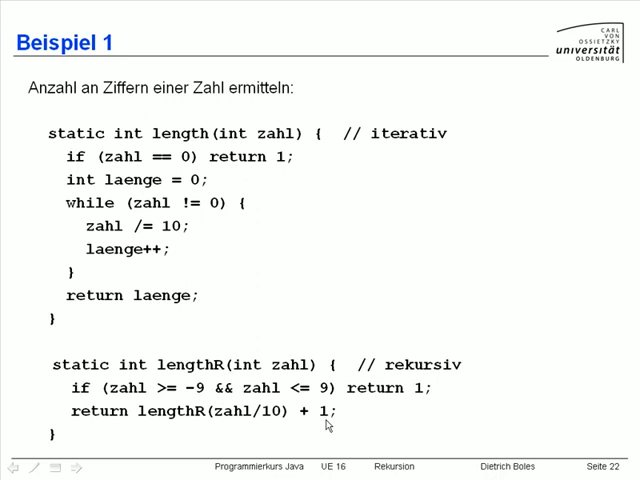 Beispiel 1
CARL
VON
OSSIETZKY
universität
OLDENBURG
Anzahl an Ziffern einer Zahl ermitteln:
static int length(int zahl) { // iterativ
if (zahl == 0) return 1;
int laenge = 0;
while (zahl != 0) {
zahl /= 10;
laenge++;
}
return laenge;
}
static int lengthR(int zahl) { // rekursiv
if (zahl >= -9 && zahl <= 9) return 1;
return lengthR(zahl/10) + 1;
}
Programmierkurs Java UE 16 Rekursion Dietrich Boles Seite 22